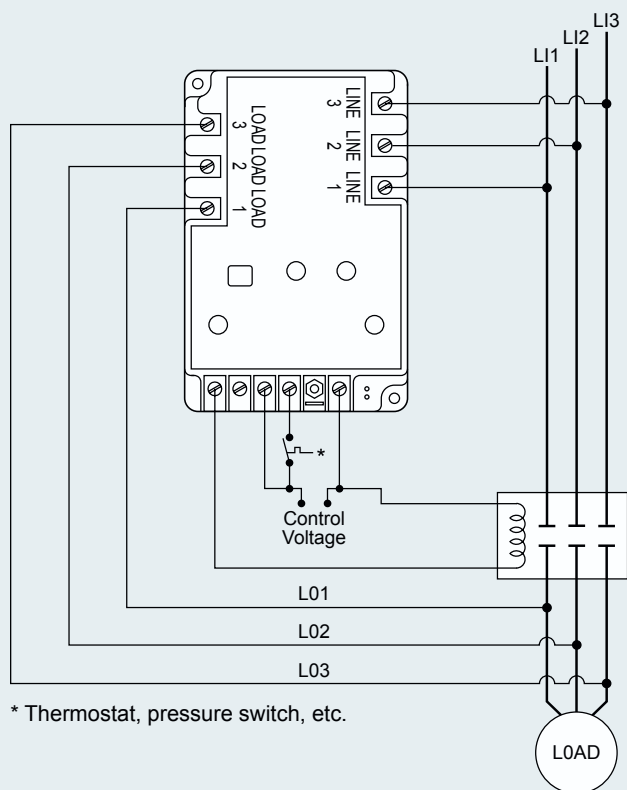 LI3
LI2
LI1
LINE
3
LINE
2
LINE
1
LOAD
3
LOAD
2
LOAD
1
*
Control
Voltage
L01
L02
L03
* Thermostat, pressure switch, etc.
L0AD